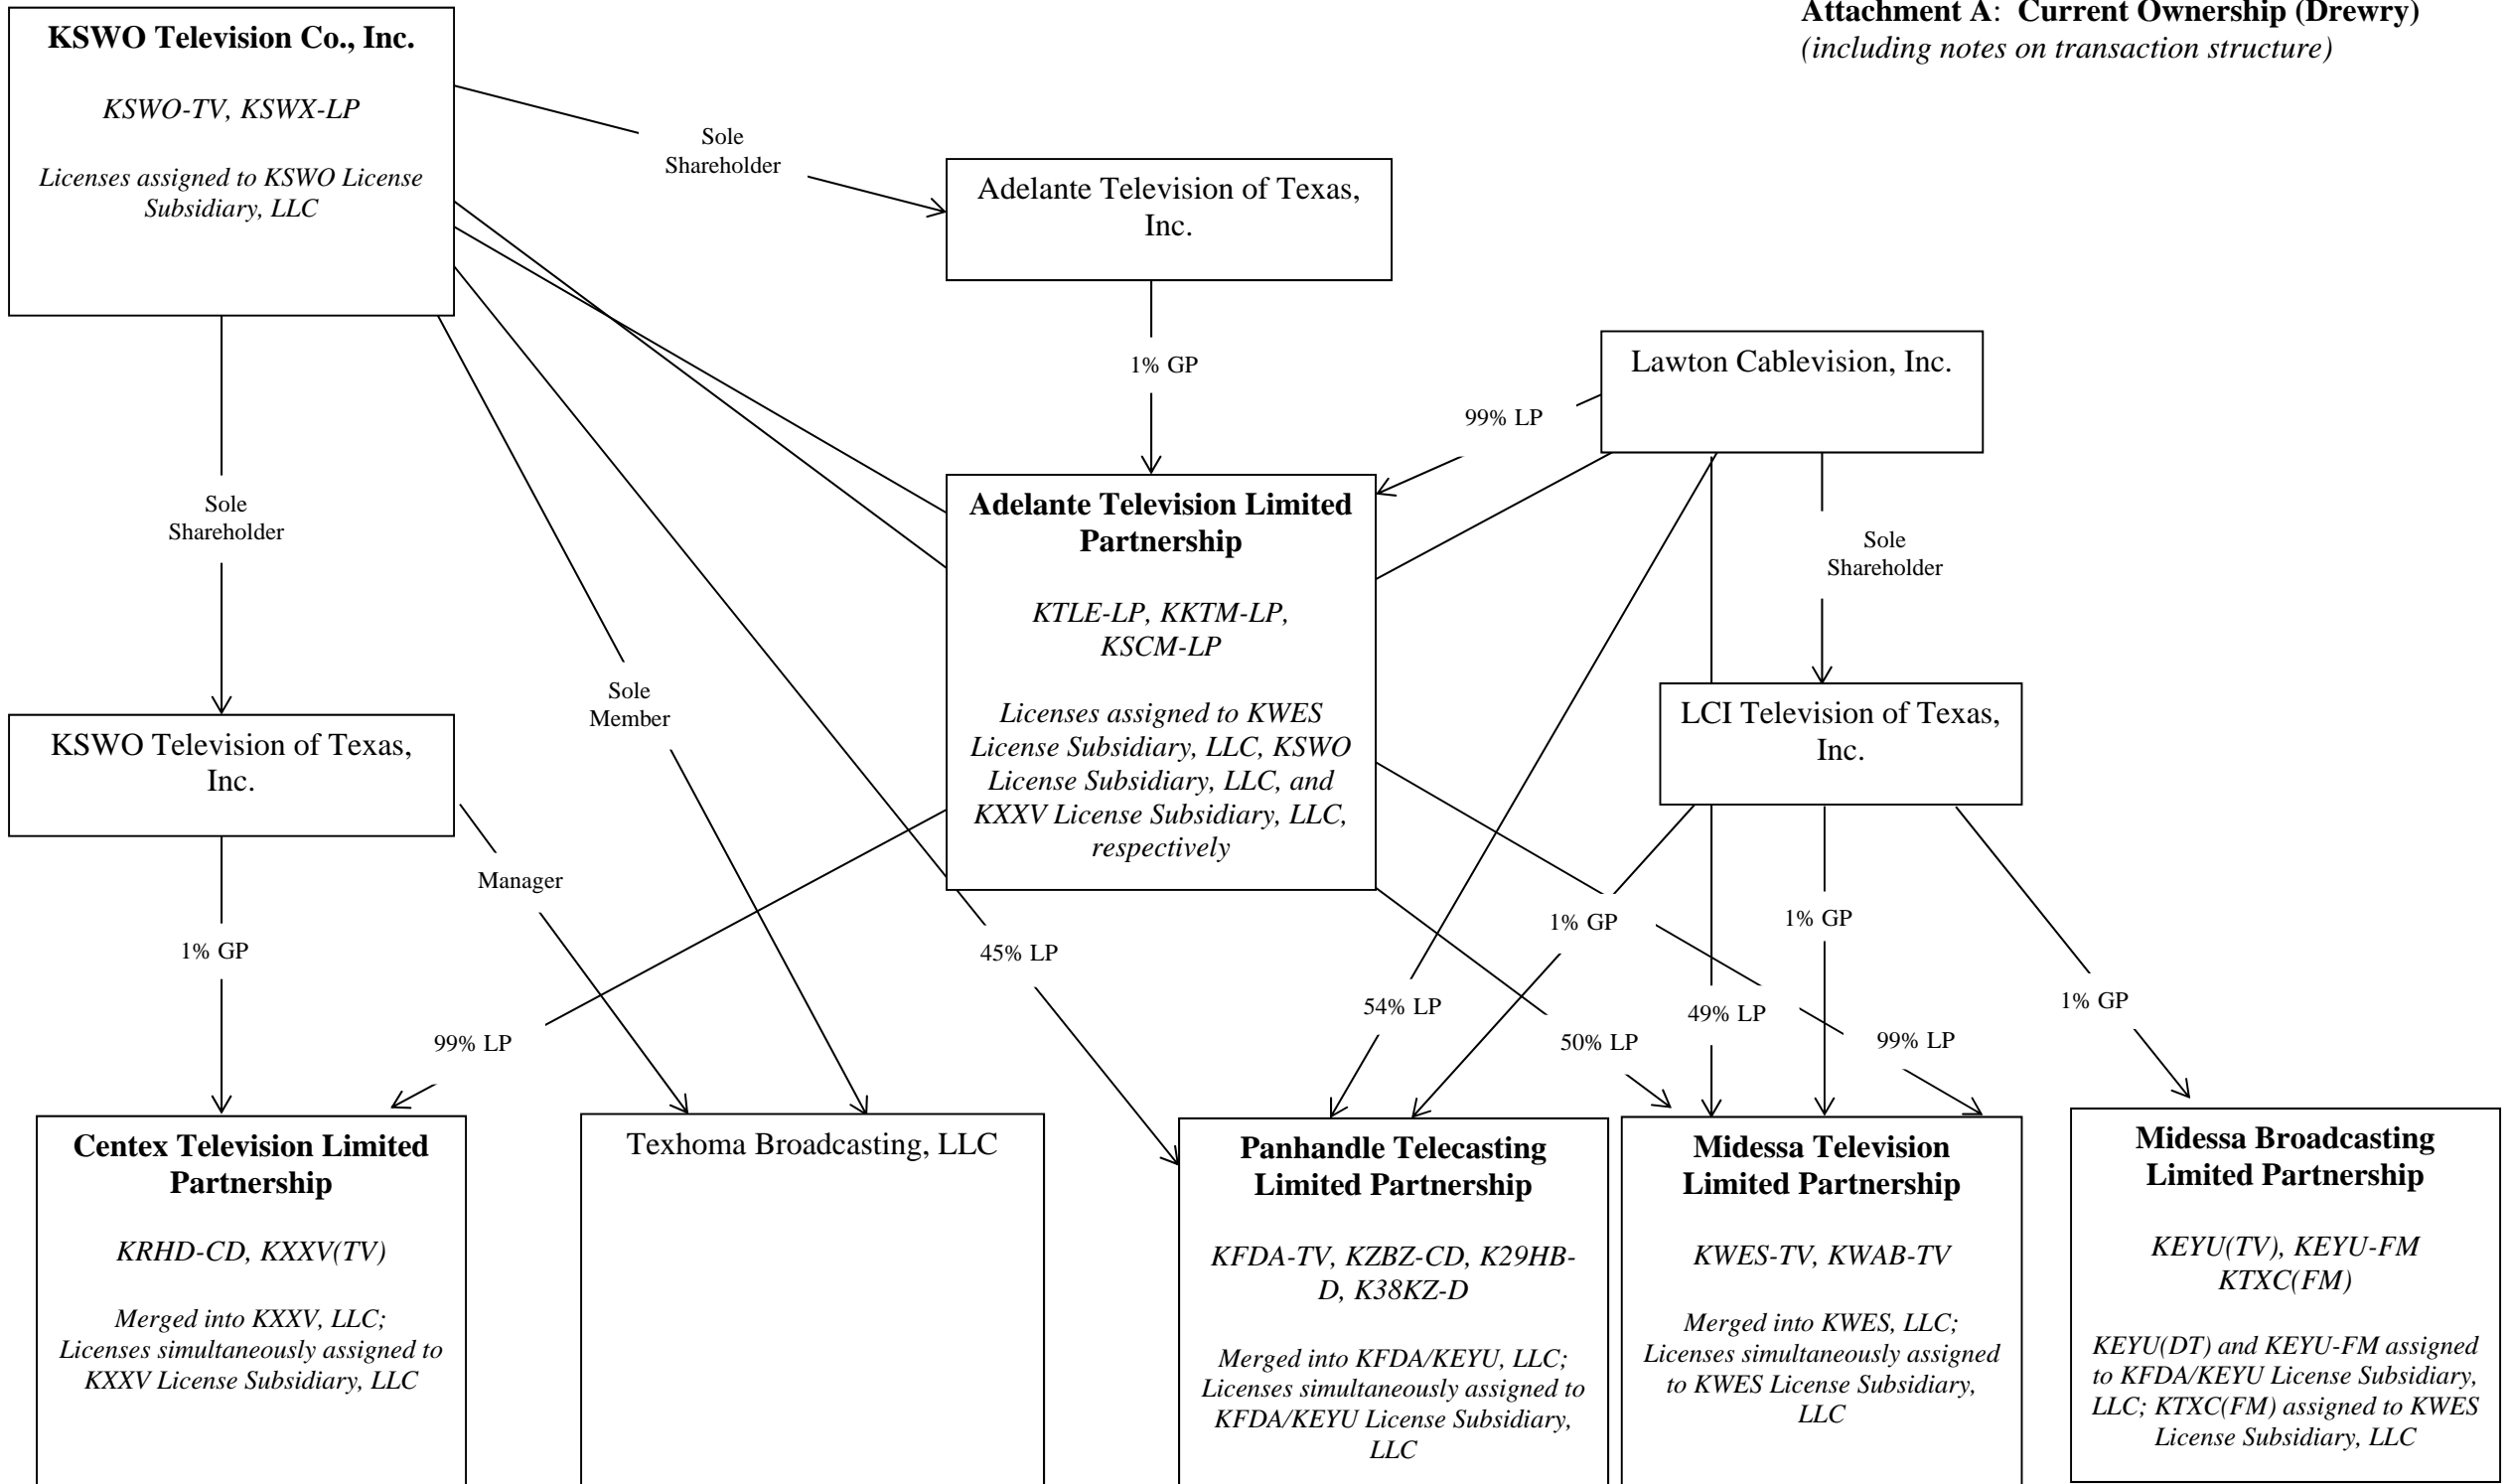 Attachment A:  Current Ownership (Drewry)
(including notes on transaction structure)
KSWO Television Co., Inc.
KSWO-TV, KSWX-LP
Licenses assigned to KSWO License
Subsidiary, LLC
Sole
Shareholder
Adelante Television of Texas,
Inc.
1% GP
Lawton Cablevision, Inc.
99% LP
Adelante Television Limited
Partnership
KTLE-LP, KKTM-LP,
KSCM-LP
Licenses assigned to KWES
License Subsidiary, LLC, KSWO
License Subsidiary, LLC, and
KXXV License Subsidiary, LLC,
respectively
Sole
Shareholder
Sole
Shareholder
Sole
Member
KSWO Television of Texas,
Inc.
LCI Television of Texas,
Inc.
Manager
1% GP
45% LP
1% GP
1% GP
54% LP
49% LP
1% GP
99% LP
50% LP
99% LP
Centex Television Limited
Partnership
KRHD-CD, KXXV(TV)
Merged into KXXV, LLC;
Licenses simultaneously assigned to
KXXV License Subsidiary, LLC
Texhoma Broadcasting, LLC
Panhandle Telecasting
Limited Partnership
KFDA-TV, KZBZ-CD, K29HB-
D, K38KZ-D
Merged into KFDA/KEYU, LLC;
Licenses simultaneously assigned to
KFDA/KEYU License Subsidiary,
LLC
Midessa Television
Limited Partnership
KWES-TV, KWAB-TV
Merged into KWES, LLC;
Licenses simultaneously assigned
to KWES License Subsidiary,
LLC
Midessa Broadcasting
Limited Partnership
KEYU(TV), KEYU-FM
KTXC(FM)
KEYU(DT) and KEYU-FM assigned
to KFDA/KEYU License Subsidiary,
LLC; KTXC(FM) assigned to KWES
License Subsidiary, LLC